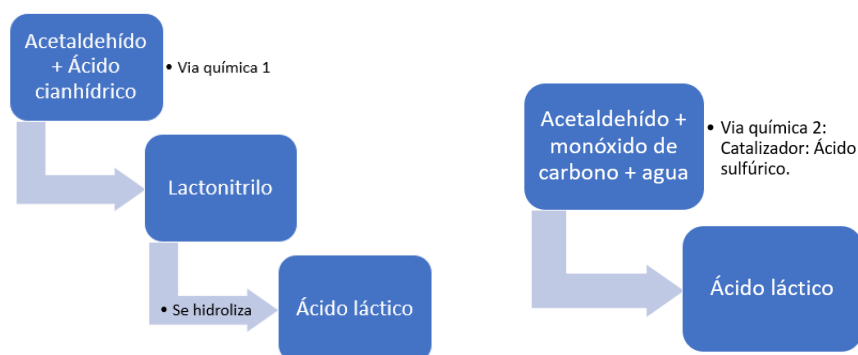 Acetaldehído
+ Ácido
cianhídrico
• Via química 1
Lactonitrilo
• Se hidroliza
Ácido láctico
Acetaldehído +
monóxido de
carbono + agua
• Via química 2:
Catalizador: Ácido
sulfúrico.
Ácido láctico